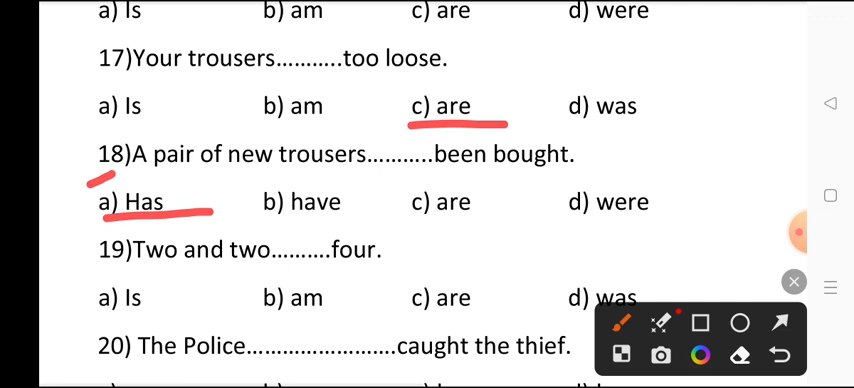 a) Is b) am c) are d) were
17)Your trousers...........too loose.
a) Is b) am c) are d) was
18)A pair of new trousers...........been bought.
a) Has b) have c) are d) were
19)Two and two..........four.
a) Is b) am c) are d) was
20) The Police.........................caught the thief.